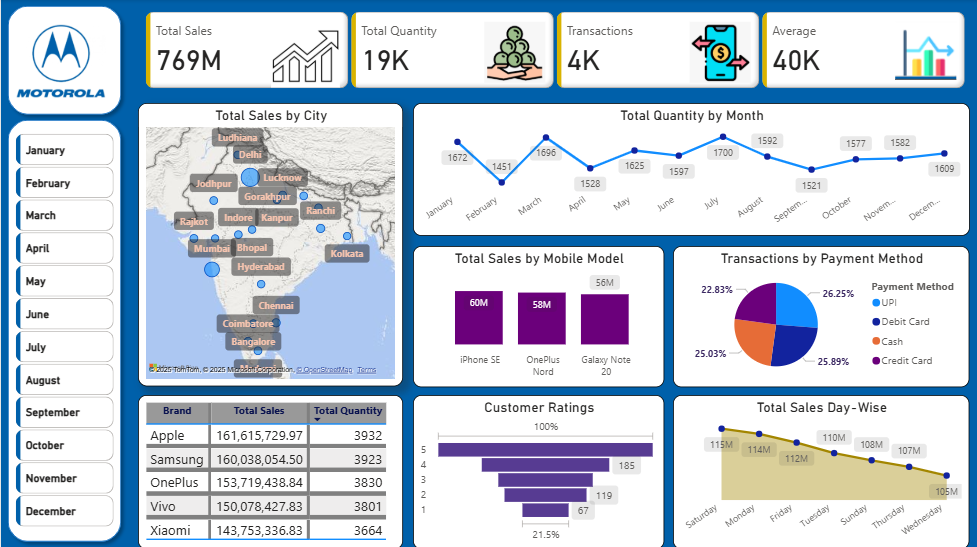 MOTOROLA
Total Sales
769M
Total Quantity
19K
Transactions
4K
Average
40K
January
February
March
April
May
June
July
August
September
October
November
December
Total Sales by City
Ludhiana
Delhi
Jodhpur
Lucknow
Gorakhpur
Ranchi
Rajkot
Indore
Kanpur
Mumbai
Bhopal
Kolkata
Hyderabad
Chennai
Coimbatore
Bangalore
© 2025 TomTom, © 2025 Microsoft Corporation, © OpenStreetMap Terms
Total Quantity by Month
1672
1451
1696
1528
1625
1597
1700
1592
1521
1577
1582
1609
January
February
March
April
May
June
July
August
Septem...
October
Novem...
Decem...
Total Sales by Mobile Model
60M
58M
56M
iPhone SE
OnePlus Nord
Galaxy Note 20
Transactions by Payment Method
22.83%
26.25%
25.03%
25.89%
Payment Method
UPI
Debit Card
Cash
Credit Card
Brand Total Sales Total Quantity
Apple 161,615,729.97 3932
Samsung 160,038,054.50 3923
OnePlus 153,719,438.84 3830
Vivo 150,078,427.83 3801
Xiaomi 143,753,336.83 3664
Customer Ratings
100%
5
4 185
3
2 119
1 67
21.5%
Total Sales Day-Wise
115M
114M
112M
110M
108M
107M
105M
Saturday
Monday
Friday
Tuesday
Sunday
Thursday
Wednesday